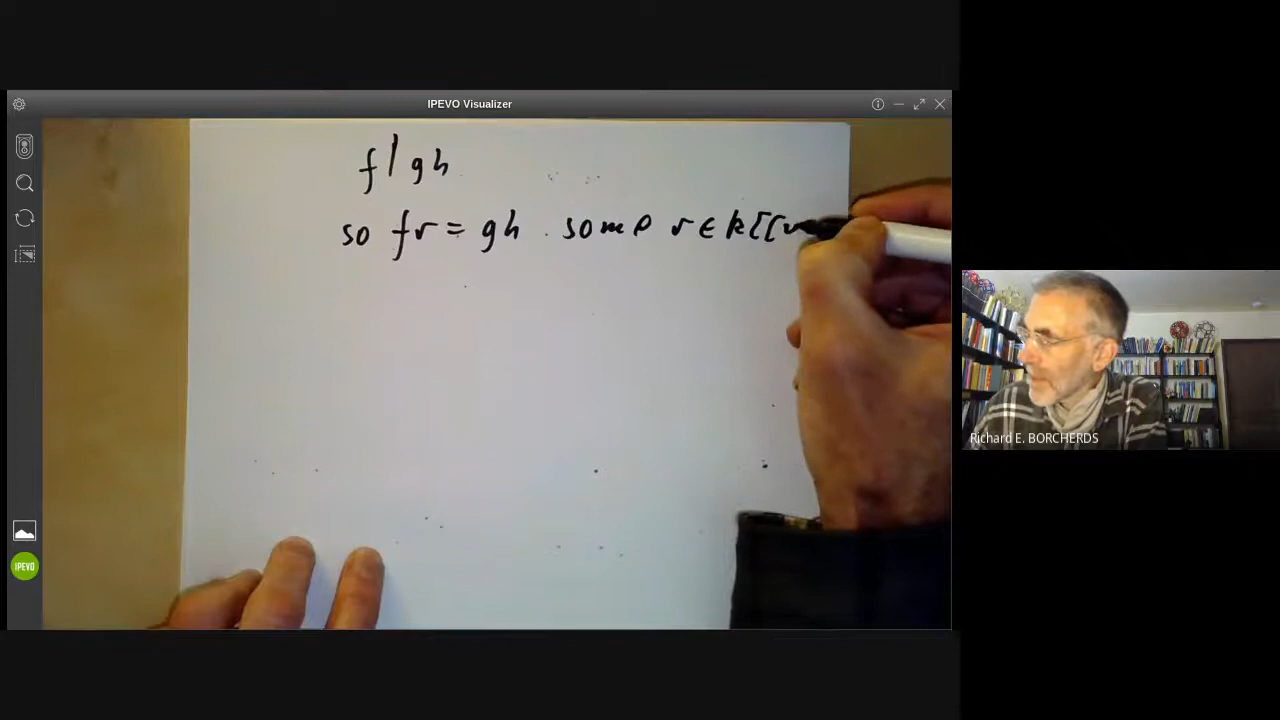 IPEVO Visualizer
f | gh
so fr = gh some r ∈ k[[
IPEVO
Richard E. BORCHERDS